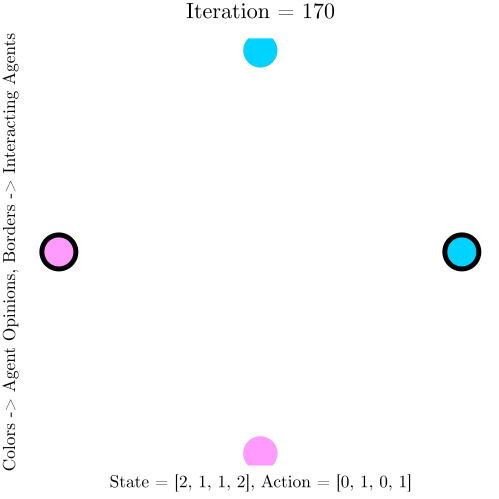 Iteration = 170
Colors -> Agent Opinions, Borders -> Interacting Agents
State = [2, 1, 1, 2], Action = [0, 1, 0, 1]